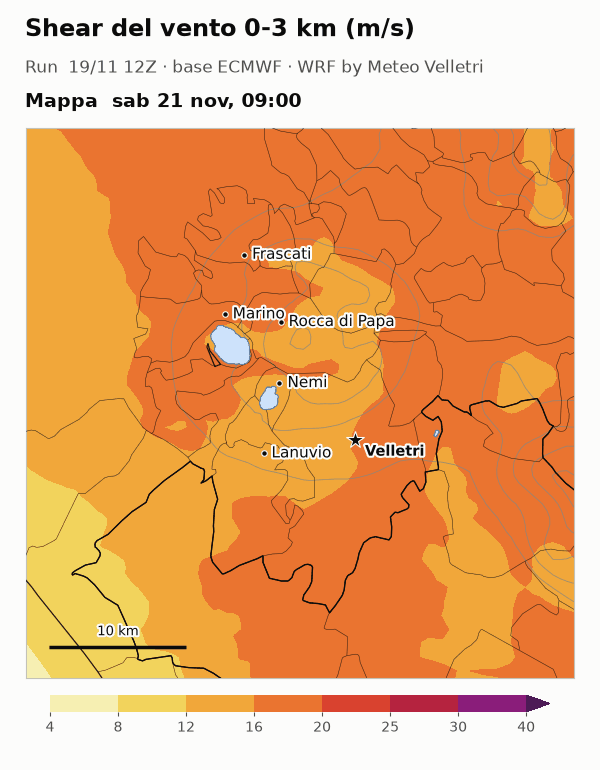 Shear del vento 0-3 km (m/s)
Run  19/11 12Z · base ECMWF · WRF by Meteo Velletri
Mappa  sab 21 nov, 09:00
Frascati
Marino
Rocca di Papa
Nemi
Velletri
Lanuvio
10 km
4 8 12 16 20 25 30 40